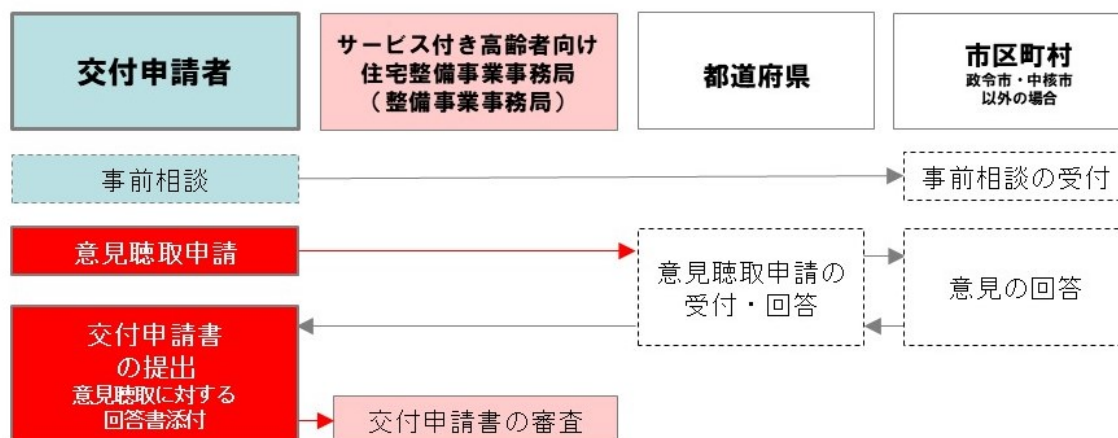 交付申請者
サービス付き高齢者向け
住宅整備事業事務局
（整備事業事務局）
都道府県
市区町村
政令市・中核市
以外の場合
事前相談
事前相談の受付
意見聴取申請
意見聴取申請の
受付・回答
意見の回答
交付申請書
の提出
意見聴取に対する
回答書添付
交付申請書の審査